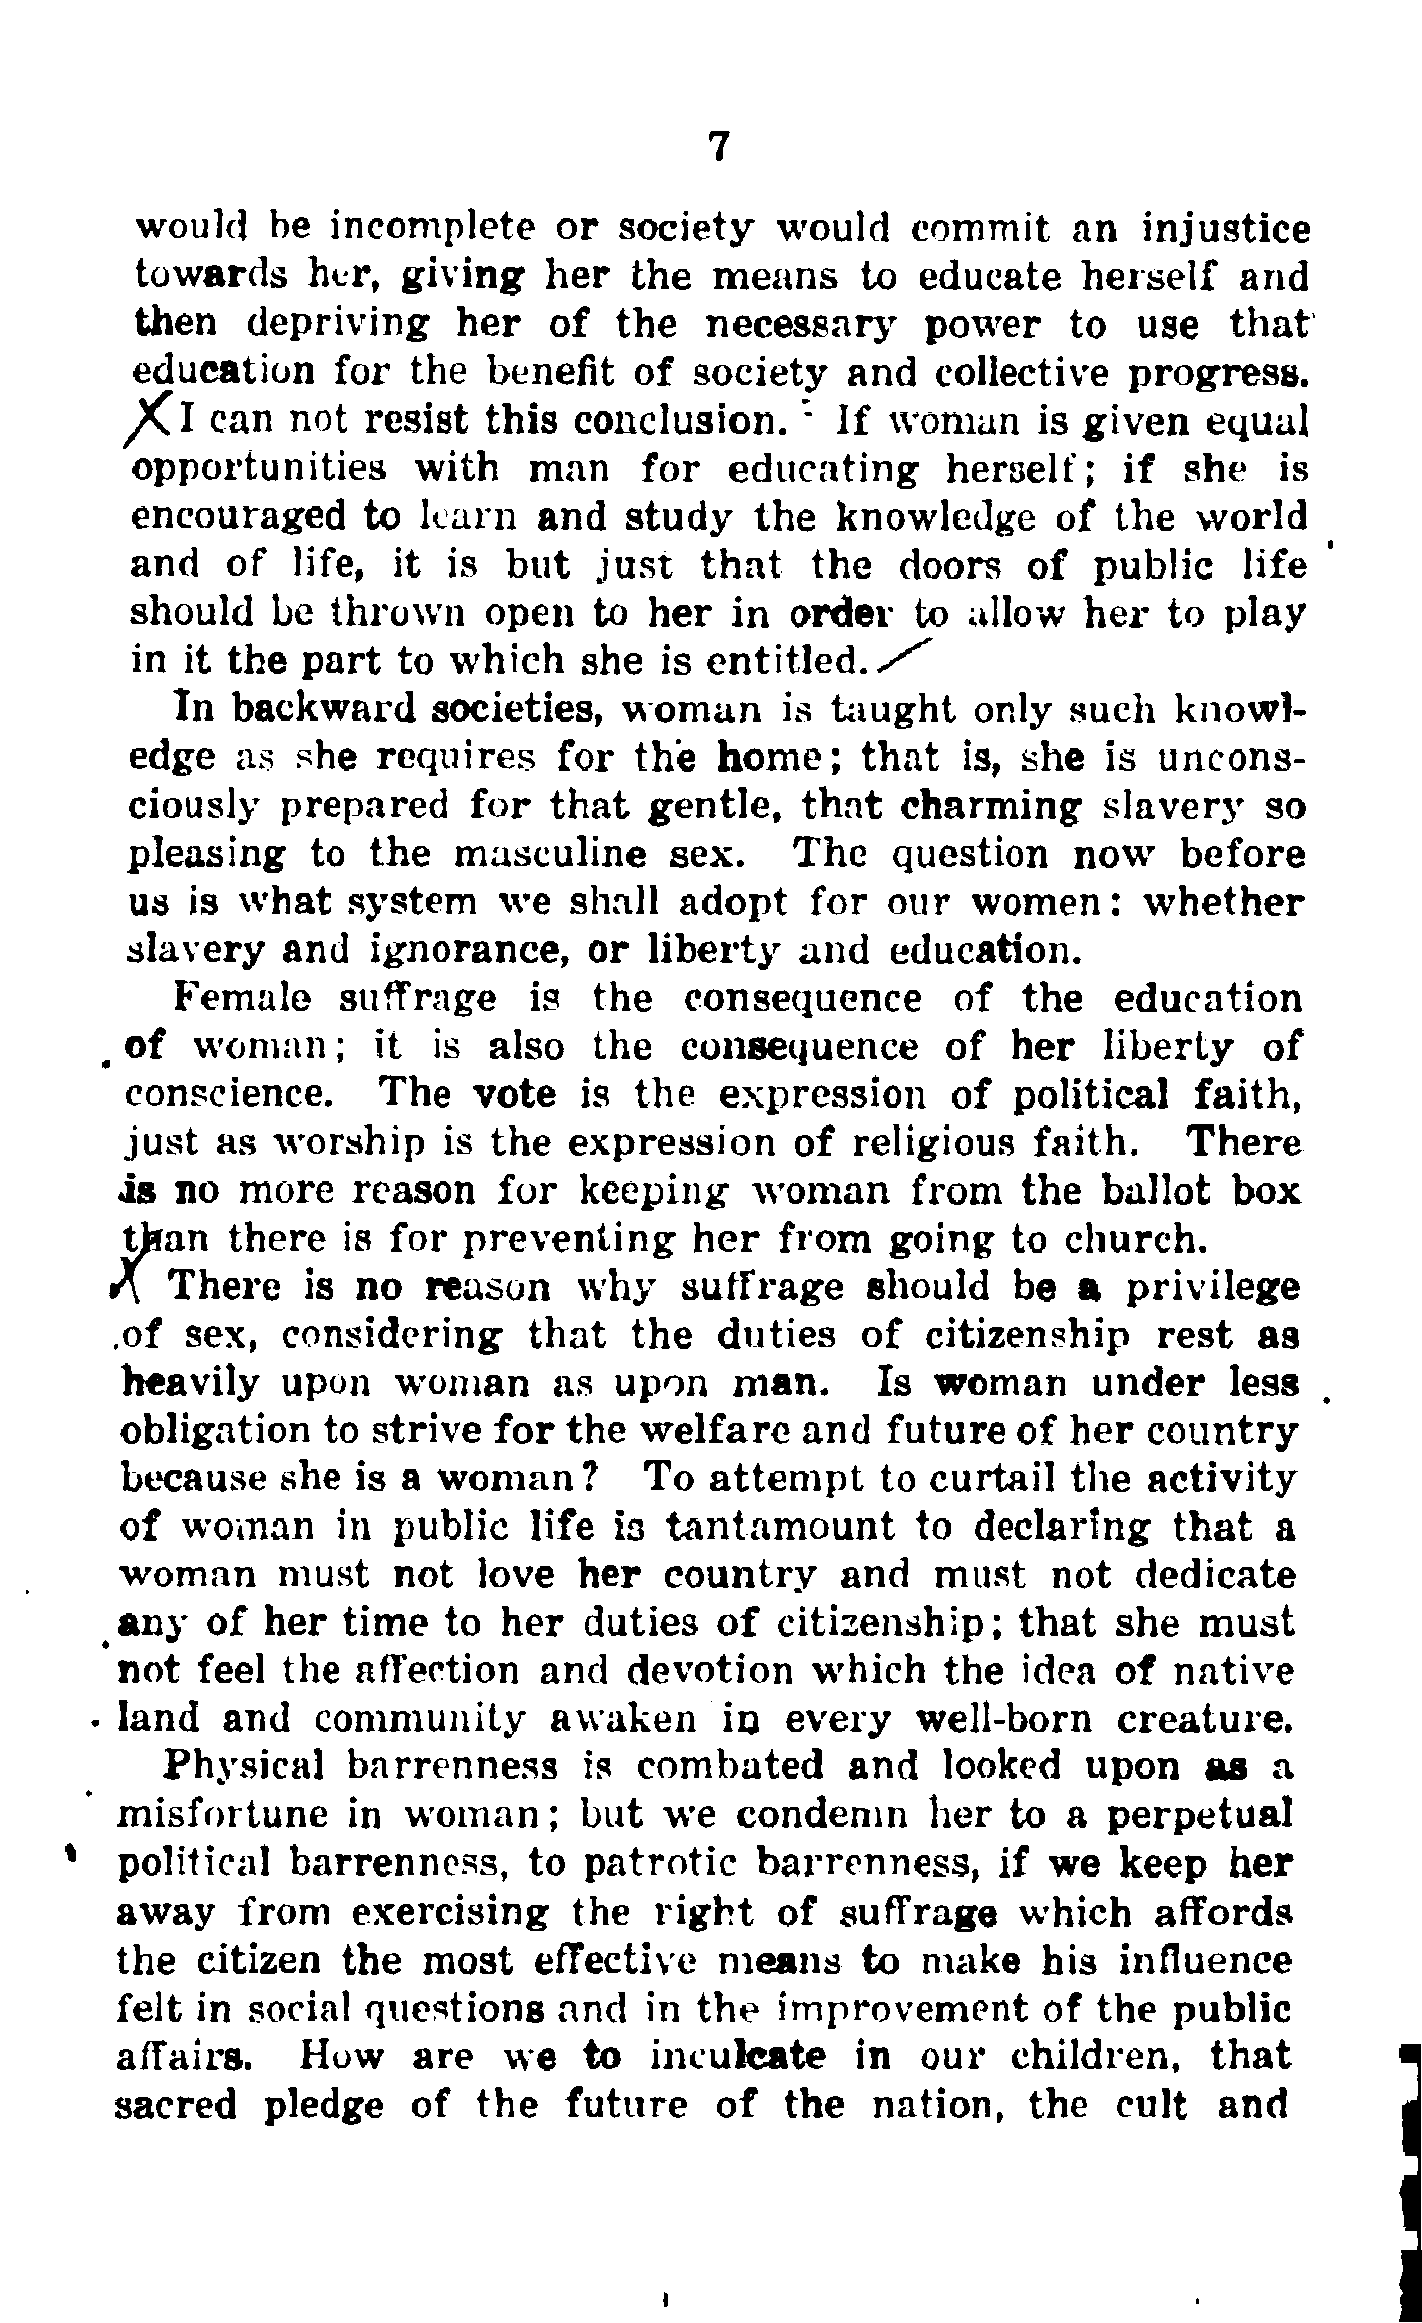 7
would be incomplete or society would commit an injustice
towards her, giving her the means to educate herself and
then depriving her of the necessary power to use that
education for the benefit of society and collective progress.
I can not resist this conclusion. If woman is given equal
opportunities with man for educating herself; if she is
encouraged to learn and study the knowledge of the world
and of life, it is but just that the doors of public life
should be thrown open to her in order to allow her to play
in it the part to which she is entitled.
In backward societies, woman is taught only such knowl-
edge as she requires for the home; that is, she is uncons-
ciously prepared for that gentle, that charming slavery so
pleasing to the masculine sex. The question now before
us is what system we shall adopt for our women: whether
slavery and ignorance, or liberty and education.
Female suffrage is the consequence of the education
of woman; it is also the consequence of her liberty of
conscience. The vote is the expression of political faith,
just as worship is the expression of religious faith. There
is no more reason for keeping woman from the ballot box
than there is for preventing her from going to church.
There is no reason why suffrage should be a privilege
of sex, considering that the duties of citizenship rest as
heavily upon woman as upon man. Is woman under less
obligation to strive for the welfare and future of her country
because she is a woman? To attempt to curtail the activity
of woman in public life is tantamount to declaring that a
woman must not love her country and must not dedicate
any of her time to her duties of citizenship; that she must
not feel the affection and devotion which the idea of native
land and community awaken in every well-born creature.
Physical barrenness is combated and looked upon as a
misfortune in woman; but we condemn her to a perpetual
political barrenness, to patrotic barrenness, if we keep her
away from exercising the right of suffrage which affords
the citizen the most effective means to make his influence
felt in social questions and in the improvement of the public
affairs. How are we to inculcate in our children, that
sacred pledge of the future of the nation, the cult and